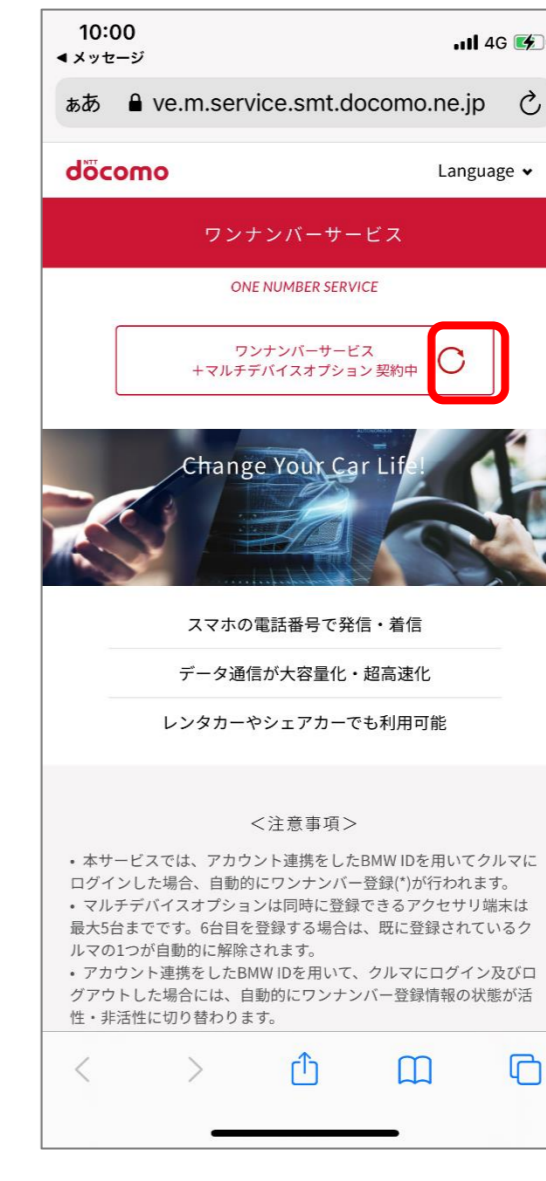 10:00
4G
◀ メッセージ
ぁあ ve.m.service.smt.docomo.ne.jp
NTT
döcomo Language
ワンナンバーサービス
ONE NUMBER SERVICE
ワンナンバーサービス
＋マルチデバイスオプション 契約中
Change Your Car Life!
スマホの電話番号で発信・着信
データ通信が大容量化・超高速化
レンタカーやシェアカーでも利用可能
＜注意事項＞
• 本サービスでは、アカウント連携をしたBMW IDを用いてクルマに
ログインした場合、自動的にワンナンバー登録(*)が行われます。
• マルチデバイスオプションは同時に登録できるアクセサリ端末は
最大5台までです。6台目を登録する場合は、既に登録されているク
ルマの1つが自動的に解除されます。
• アカウント連携をしたBMW IDを用いて、クルマにログイン及びロ
グアウトした場合には、自動的にワンナンバー登録情報の状態が活
性・非活性に切り替わります。